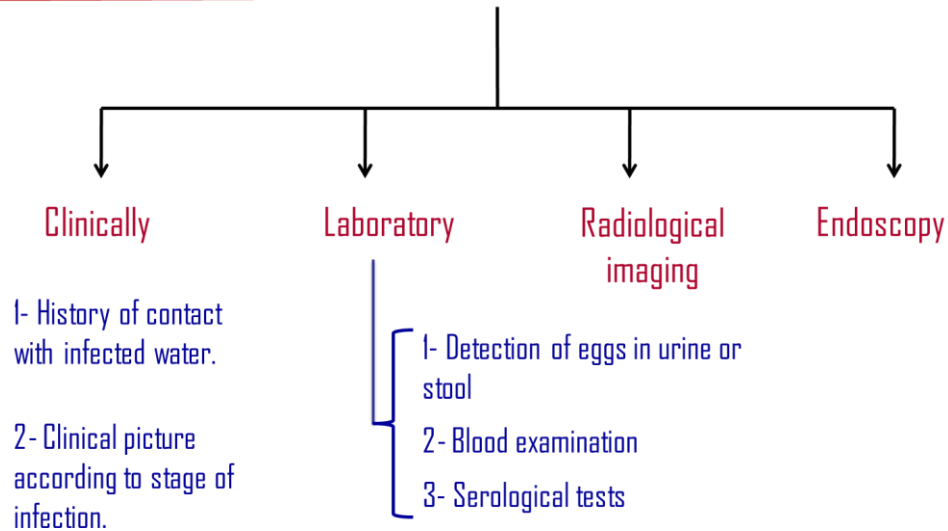 Clinically
Laboratory
Radiological
imaging
Endoscopy
1- History of contact
with infected water.
2- Clinical picture
according to stage of
infection.
1- Detection of eggs in urine or
stool
2- Blood examination
3- Serological tests